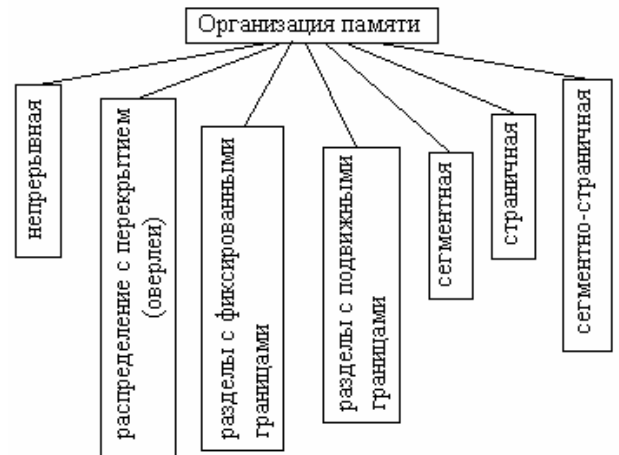 Организация памяти
непрерывная
распределение с перекрытием
(оверлеи)
разделы с фиксированными
границами
разделы с подвижными
границами
сегментная
страничная
сегментно-страничная